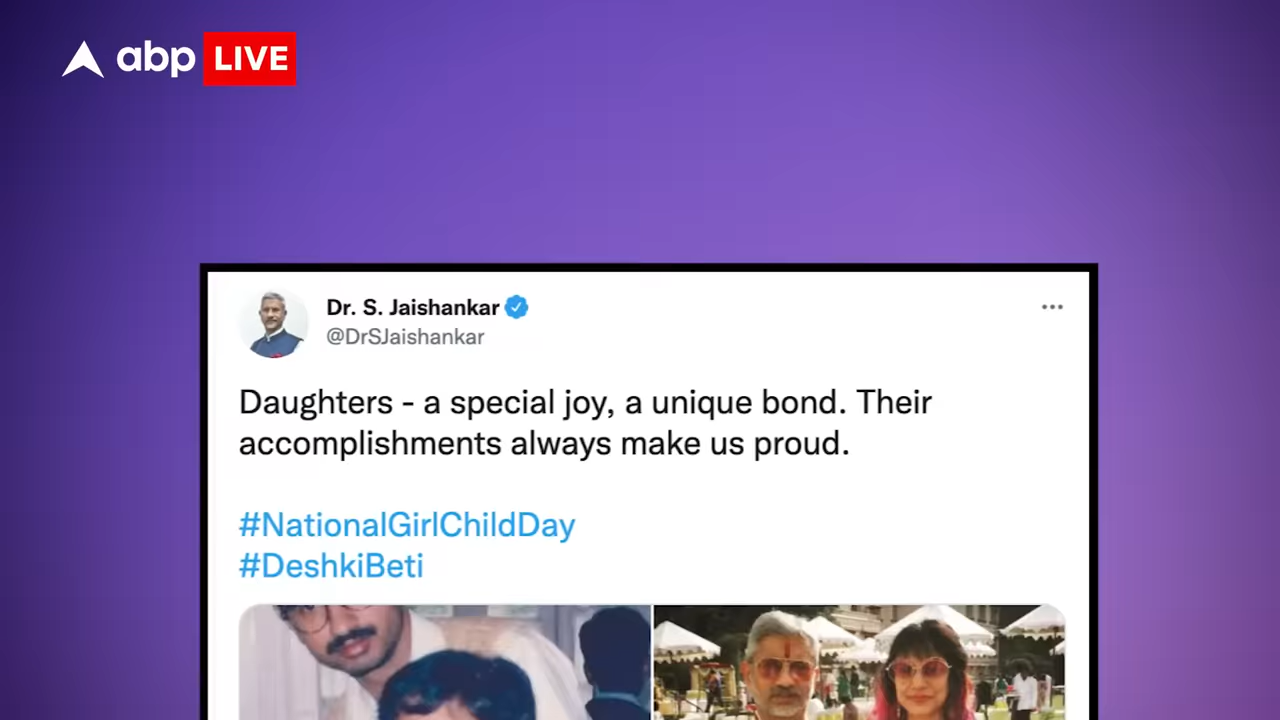 abp LIVE
Dr. S. Jaishankar
@DrSJaishankar
Daughters - a special joy, a unique bond. Their
accomplishments always make us proud.
#NationalGirlChildDay
#DeshkiBeti